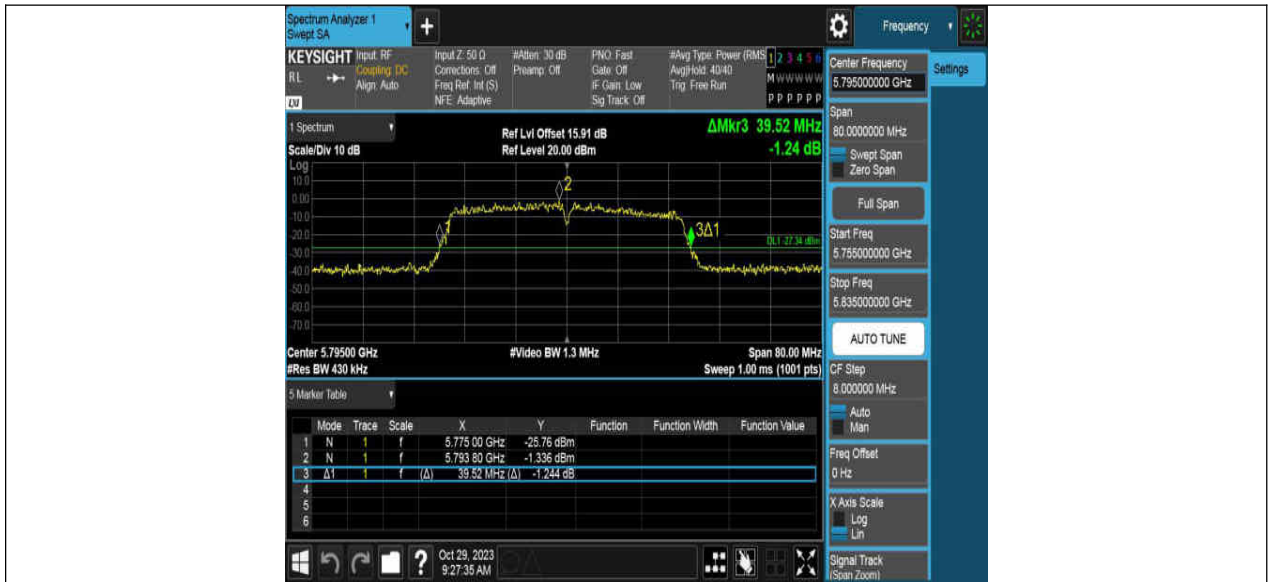 Spectrum Analyzer 1
Swept SA
+
Frequency
KEYSIGHT Input: RF Input Z: 50 Ω #Atten: 30 dB PNO: Fast #Avg Type: Power (RMS 1 2 3 4 5 6
RL Coupling: DC Corrections: Off Preamp: Off Gate: Off Avg|Hold: 40/40 M W W W W W
Align: Auto Freq Ref: Int (S) IF Gain: Low Trig: Free Run
NFE: Adaptive Sig Track: Off P P P P P P
LXI
Center Frequency
5.795000000 GHz
Settings
Span
80.0000000 MHz
Swept Span
Zero Span
Full Span
Start Freq
5.755000000 GHz
Stop Freq
5.835000000 GHz
AUTO TUNE
CF Step
8.000000 MHz
Auto
Man
Freq Offset
0 Hz
X Axis Scale
Log
Lin
Signal Track
(Span Zoom)
1 Spectrum
Ref Lvl Offset 15.91 dB
ΔMkr3 39.52 MHz
Scale/Div 10 dB
Ref Level 20.00 dBm
-1.24 dB
Log
10.0
0.00
-10.0
-20.0
-30.0
-40.0
-50.0
-60.0
-70.0
1
2
3Δ1
DL1 -27.34 dBm
Center 5.79500 GHz #Video BW 1.3 MHz Span 80.00 MHz
#Res BW 430 kHz Sweep 1.00 ms (1001 pts)
5 Marker Table
Mode Trace Scale X Y Function Function Width Function Value
1 N 1 f 5.775 00 GHz -25.76 dBm
2 N 1 f 5.793 80 GHz -1.336 dBm
3 Δ1 1 f (Δ) 39.52 MHz (Δ) -1.244 dB
4
5
6
?
Oct 29, 2023
9:27:35 AM